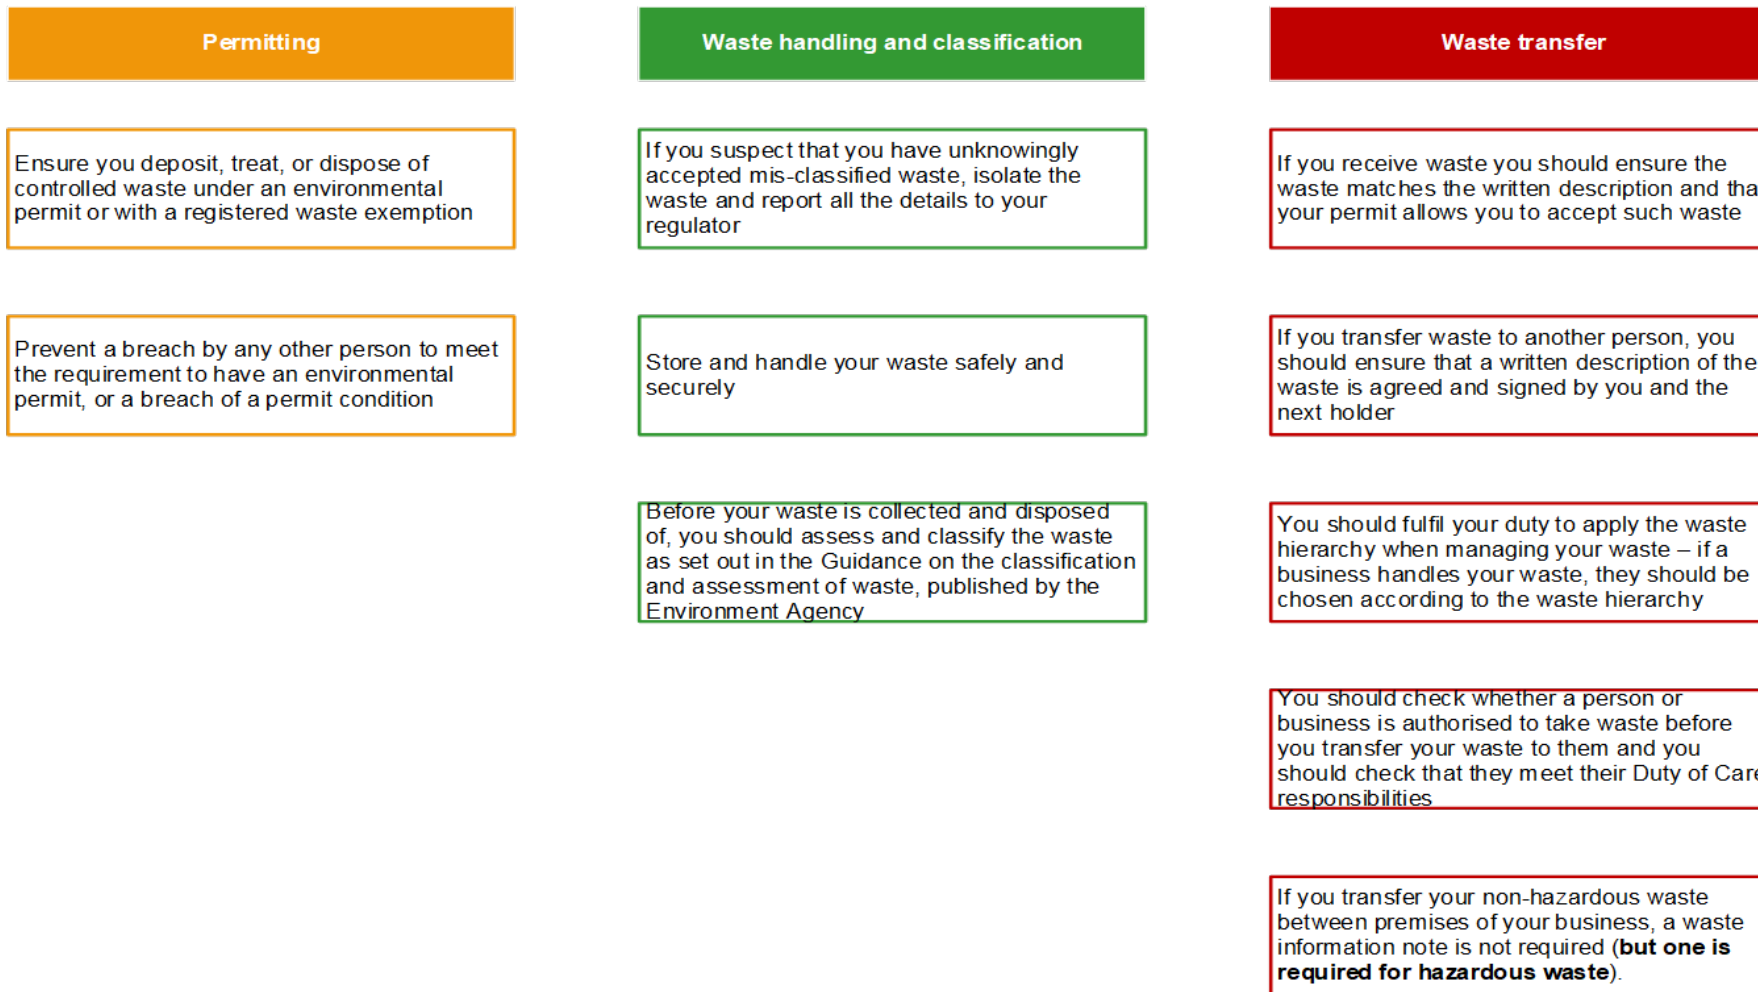 Permitting
Ensure you deposit, treat, or dispose of
controlled waste under an environmental
permit or with a registered waste exemption
Prevent a breach by any other person to meet
the requirement to have an environmental
permit, or a breach of a permit condition
Waste handling and classification
If you suspect that you have unknowingly
accepted mis-classified waste, isolate the
waste and report all the details to your
regulator
Store and handle your waste safely and
securely
Before your waste is collected and disposed
of, you should assess and classify the waste
as set out in the Guidance on the classification
and assessment of waste, published by the
Environment Agency
Waste transfer
If you receive waste you should ensure the
waste matches the written description and tha
your permit allows you to accept such waste
If you transfer waste to another person, you
should ensure that a written description of the
waste is agreed and signed by you and the
next holder
You should fulfil your duty to apply the waste
hierarchy when managing your waste – if a
business handles your waste, they should be
chosen according to the waste hierarchy
You should check whether a person or
business is authorised to take waste before
you transfer your waste to them and you
should check that they meet their Duty of Care
responsibilities
If you transfer your non-hazardous waste
between premises of your business, a waste
information note is not required (but one is
required for hazardous waste).